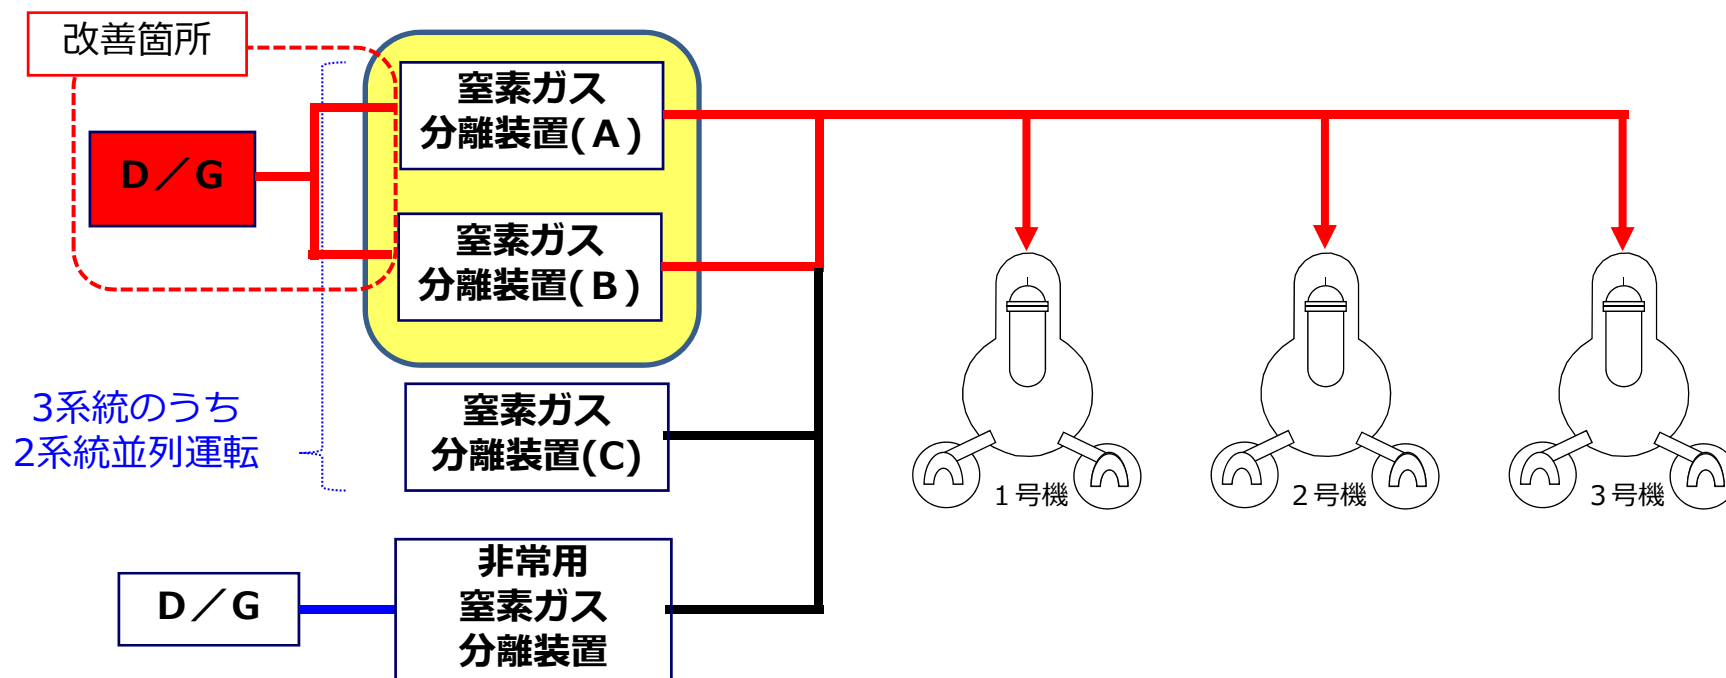 改善箇所
窒素ガス
分離装置(Ａ)
D／G
窒素ガス
分離装置(Ｂ)
3系統のうち
2系統並列運転
窒素ガス
分離装置(C)
1号機
2号機
3号機
D／G
非常用
窒素ガス
分離装置